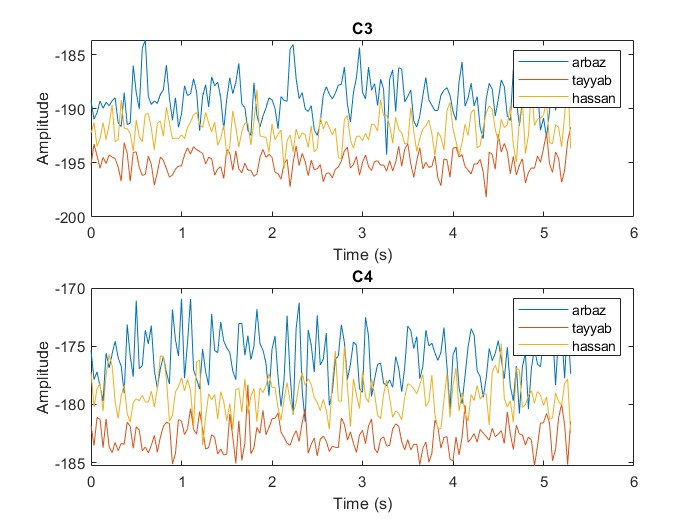 C3
Amplitude
-185
-190
-195
-200
arbaz
tayyab
hassan
0 1 2 3 4 5 6
Time (s)
C4
Amplitude
-170
-175
-180
-185
arbaz
tayyab
hassan
0 1 2 3 4 5 6
Time (s)